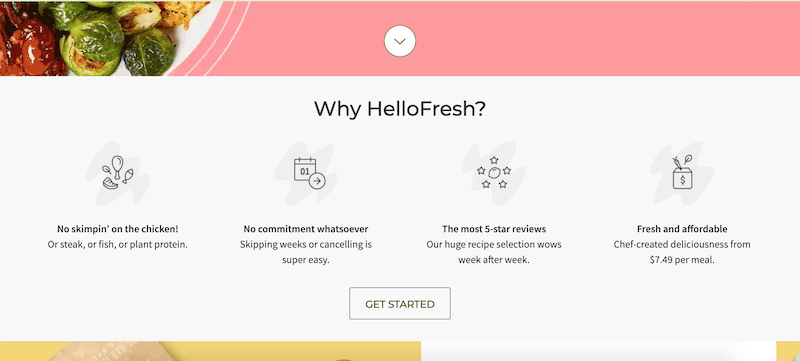 Why HelloFresh?
01
$
No skimpin' on the chicken!
Or steak, or fish, or plant protein.
No commitment whatsoever
Skipping weeks or cancelling is
super easy.
The most 5-star reviews
Our huge recipe selection wows
week after week.
Fresh and affordable
Chef-created deliciousness from
$7.49 per meal.
GET STARTED